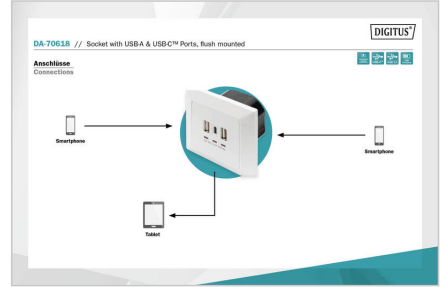 DIGITUS®
DA-70618 // Socket with USB-A & USB-C™ Ports, flush mounted
Anschlüsse
Connections
Smartphone
Smartphone
Tablet